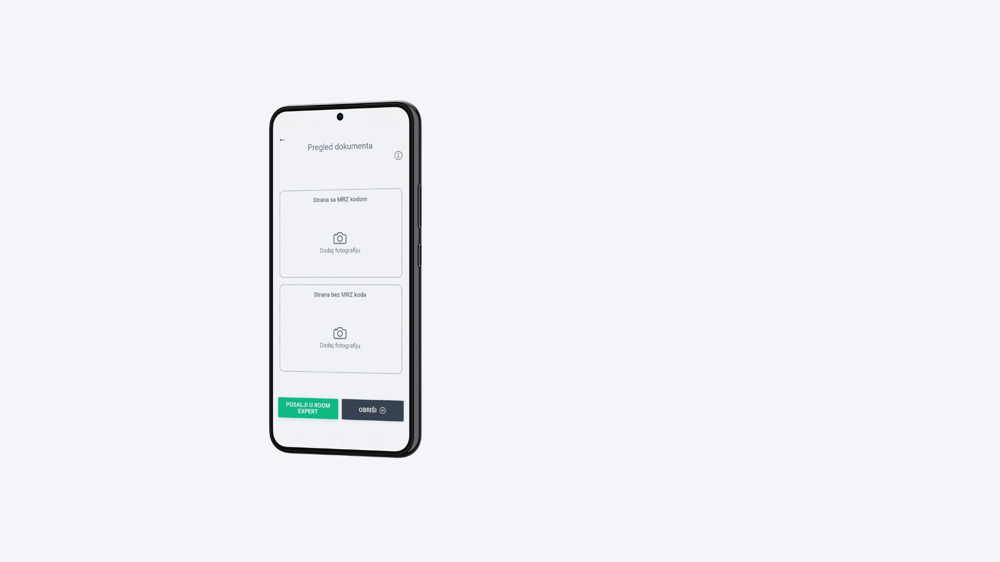 Pregled dokumenta
Strana sa MRZ kodom
Dodaj fotografiju
Strana bez MRZ koda
Dodaj fotografiju
POSALJI U ROOM
EXPERT
OBRIŠI